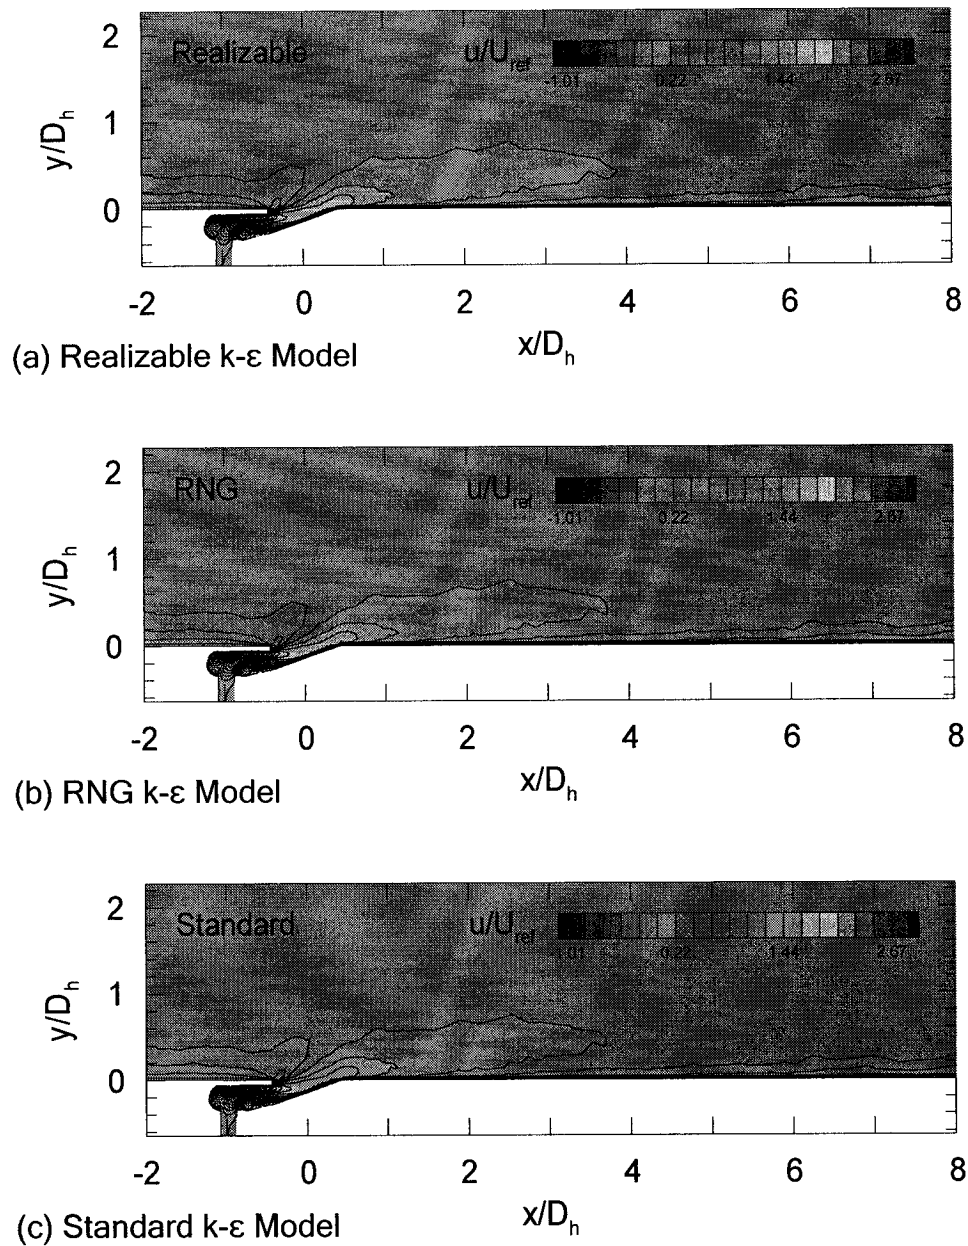 Realizable u/U_ref
-1.01 0.22 1.44 2.67
2
1
0
y/D_h
-2 0 2 4 6 8
x/D_h
(a) Realizable k-ε Model
RNG u/U_ref
-1.01 0.22 1.44 2.67
2
1
0
y/D_h
-2 0 2 4 6 8
x/D_h
(b) RNG k-ε Model
Standard u/U_ref
-1.01 0.22 1.44 2.67
2
1
0
y/D_h
-2 0 2 4 6 8
x/D_h
(c) Standard k-ε Model